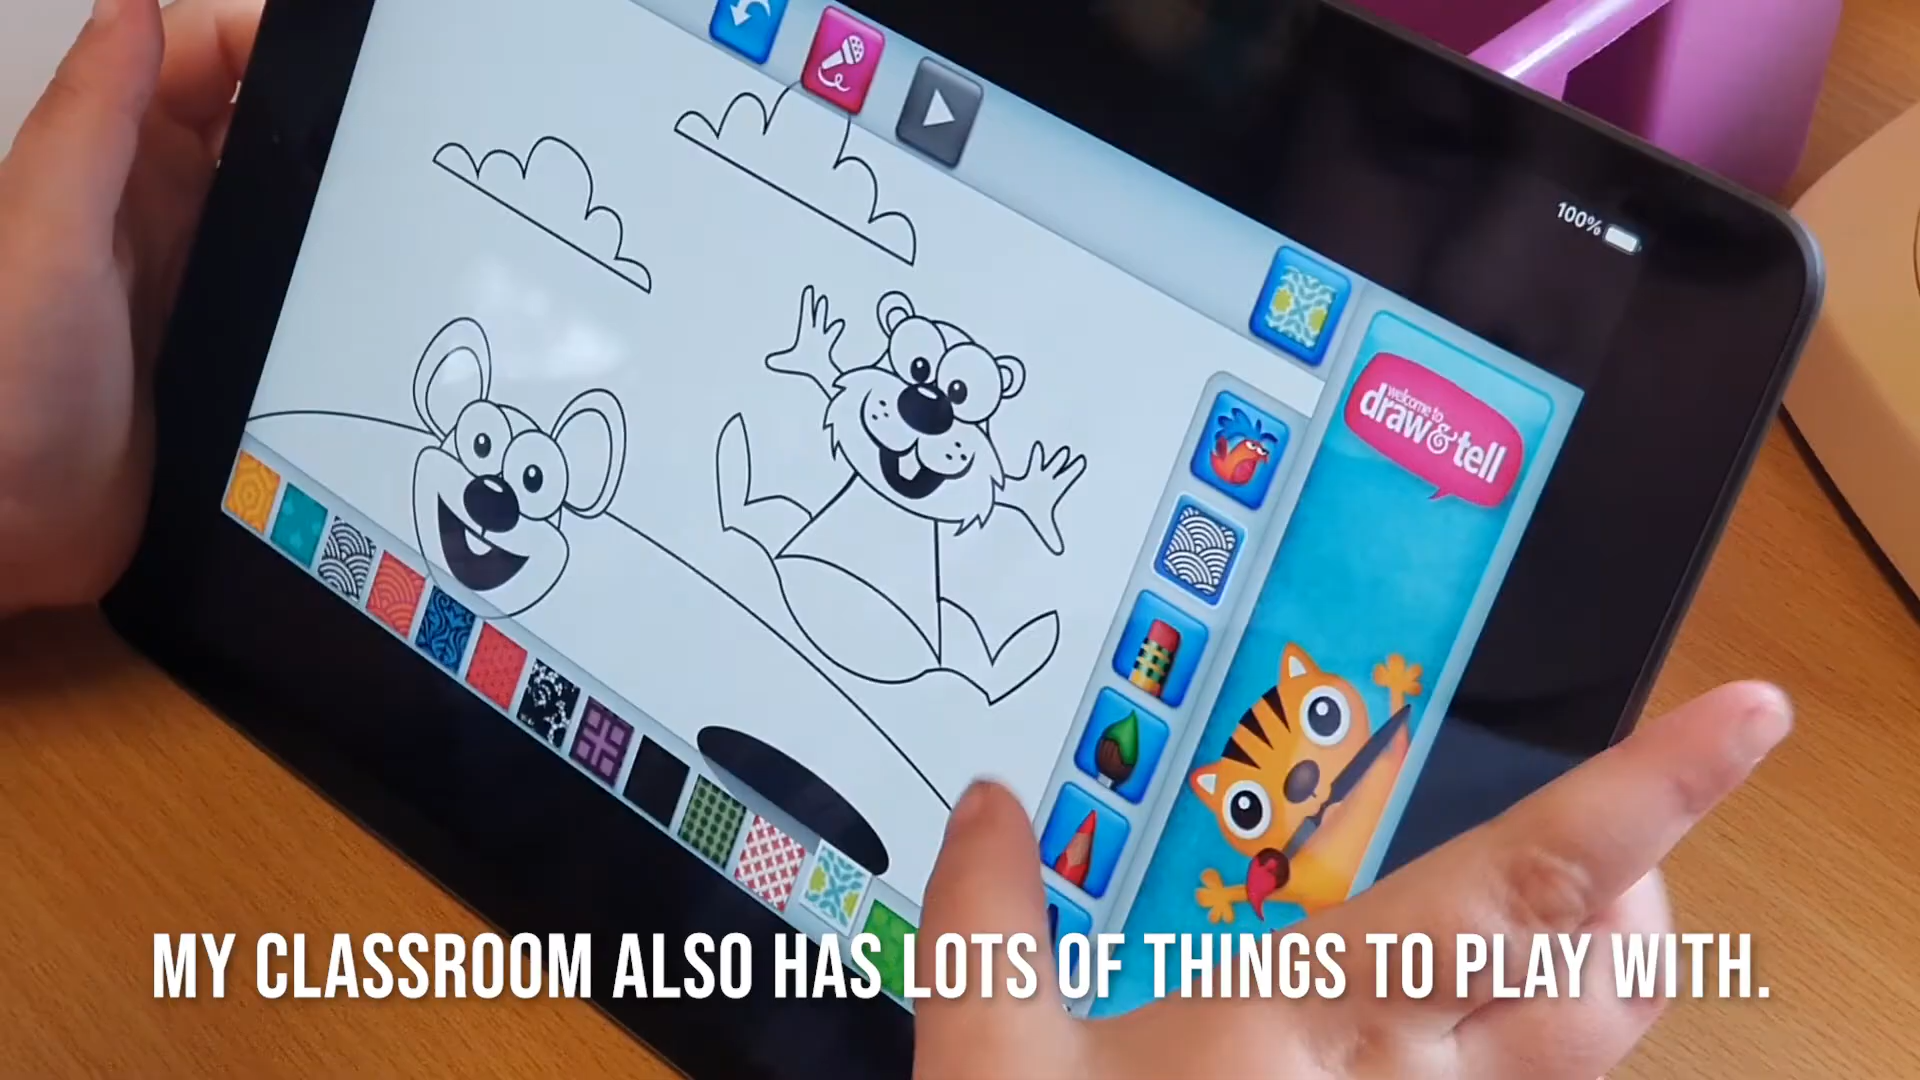 100%
welcome to
draw & tell
MY CLASSROOM ALSO HAS LOTS OF THINGS TO PLAY WITH.